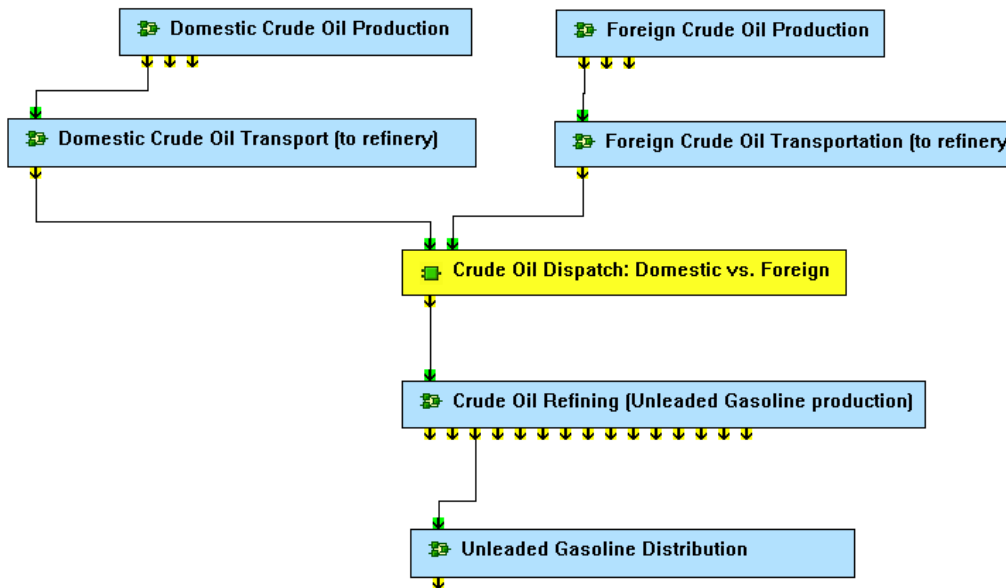 Domestic Crude Oil Production
Foreign Crude Oil Production
Domestic Crude Oil Transport (to refinery)
Foreign Crude Oil Transportation (to refinery
Crude Oil Dispatch: Domestic vs. Foreign
Crude Oil Refining (Unleaded Gasoline production)
Unleaded Gasoline Distribution